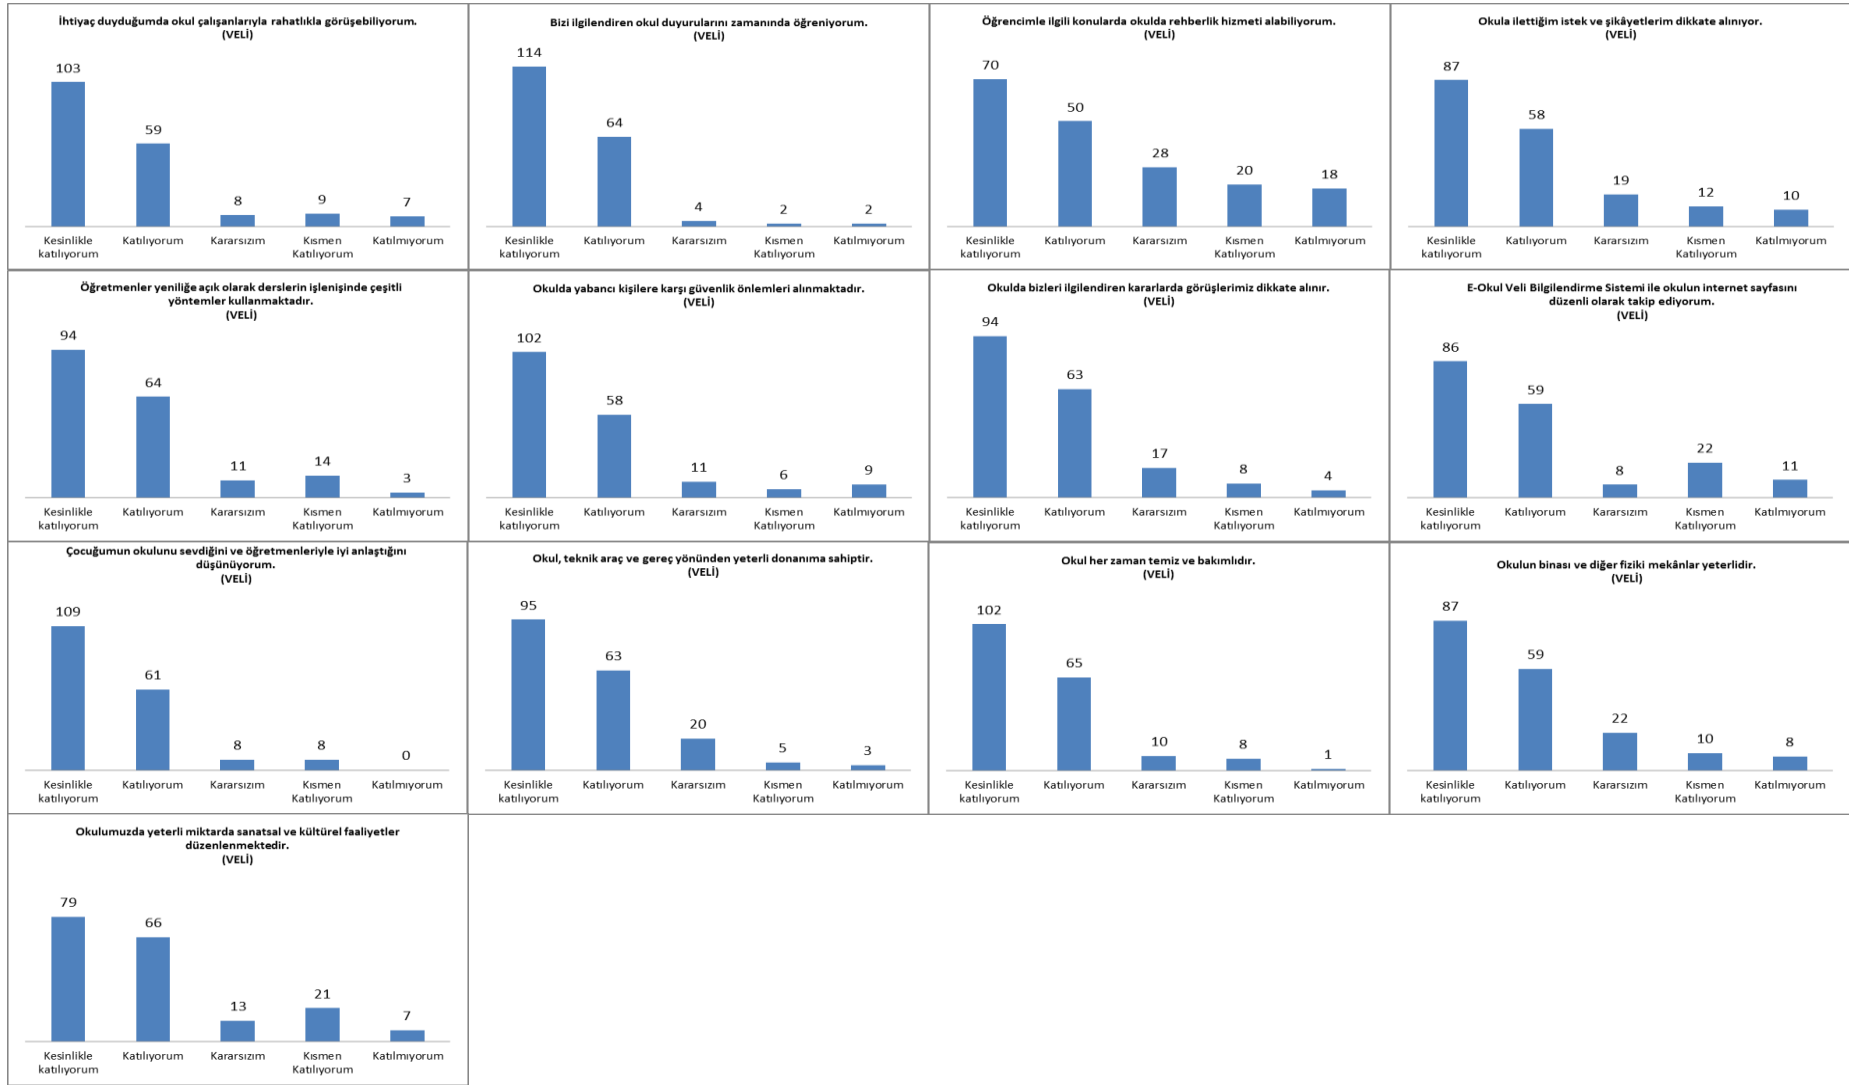 İhtiyaç duyduğumda okul çalışanlarıyla rahatlıkla görüşebiliyorum.
(VELİ)
103
59
8
9
7
Kesinlikle
katılıyorum
Katılıyorum
Kararsızım
Kısmen
Katılıyorum
Katılmıyorum
Bizi ilgilendiren okul duyurularını zamanında öğreniyorum.
(VELİ)
114
64
4
2
2
Kesinlikle
katılıyorum
Katılıyorum
Kararsızım
Kısmen
Katılıyorum
Katılmıyorum
Öğrencimle ilgili konularda okulda rehberlik hizmeti alabiliyorum.
(VELİ)
70
50
28
20
18
Kesinlikle
katılıyorum
Katılıyorum
Kararsızım
Kısmen
Katılıyorum
Katılmıyorum
Okula ilettiğim istek ve şikâyetlerim dikkate alınıyor.
(VELİ)
87
58
19
12
10
Kesinlikle
katılıyorum
Katılıyorum
Kararsızım
Kısmen
Katılıyorum
Katılmıyorum
Öğretmenler yeniliğe açık olarak derslerin işlenişinde çeşitli
yöntemler kullanmaktadır.
(VELİ)
94
64
11
14
3
Kesinlikle
katılıyorum
Katılıyorum
Kararsızım
Kısmen
Katılıyorum
Katılmıyorum
Okulda yabancı kişilere karşı güvenlik önlemleri alınmaktadır.
(VELİ)
102
58
11
6
9
Kesinlikle
katılıyorum
Katılıyorum
Kararsızım
Kısmen
Katılıyorum
Katılmıyorum
Okulda bizleri ilgilendiren kararlarda görüşlerimiz dikkate alınır.
(VELİ)
94
63
17
8
4
Kesinlikle
katılıyorum
Katılıyorum
Kararsızım
Kısmen
Katılıyorum
Katılmıyorum
E-Okul Veli Bilgilendirme Sistemi ile okulun internet sayfasını
düzenli olarak takip ediyorum.
(VELİ)
86
59
8
22
11
Kesinlikle
katılıyorum
Katılıyorum
Kararsızım
Kısmen
Katılıyorum
Katılmıyorum
Çocuğumun okulunu sevdiğini ve öğretmenleriyle iyi anlaştığını
düşünüyorum.
(VELİ)
109
61
8
8
0
Kesinlikle
katılıyorum
Katılıyorum
Kararsızım
Kısmen
Katılıyorum
Katılmıyorum
Okul, teknik araç ve gereç yönünden yeterli donanıma sahiptir.
(VELİ)
95
63
20
5
3
Kesinlikle
katılıyorum
Katılıyorum
Kararsızım
Kısmen
Katılıyorum
Katılmıyorum
Okul her zaman temiz ve bakımlıdır.
(VELİ)
102
65
10
8
1
Kesinlikle
katılıyorum
Katılıyorum
Kararsızım
Kısmen
Katılıyorum
Katılmıyorum
Okulun binası ve diğer fiziki mekânlar yeterlidir.
(VELİ)
87
59
22
10
8
Kesinlikle
katılıyorum
Katılıyorum
Kararsızım
Kısmen
Katılıyorum
Katılmıyorum
Okulumuzda yeterli miktarda sanatsal ve kültürel faaliyetler
düzenlenmektedir.
(VELİ)
79
66
13
21
7
Kesinlikle
katılıyorum
Katılıyorum
Kararsızım
Kısmen
Katılıyorum
Katılmıyorum